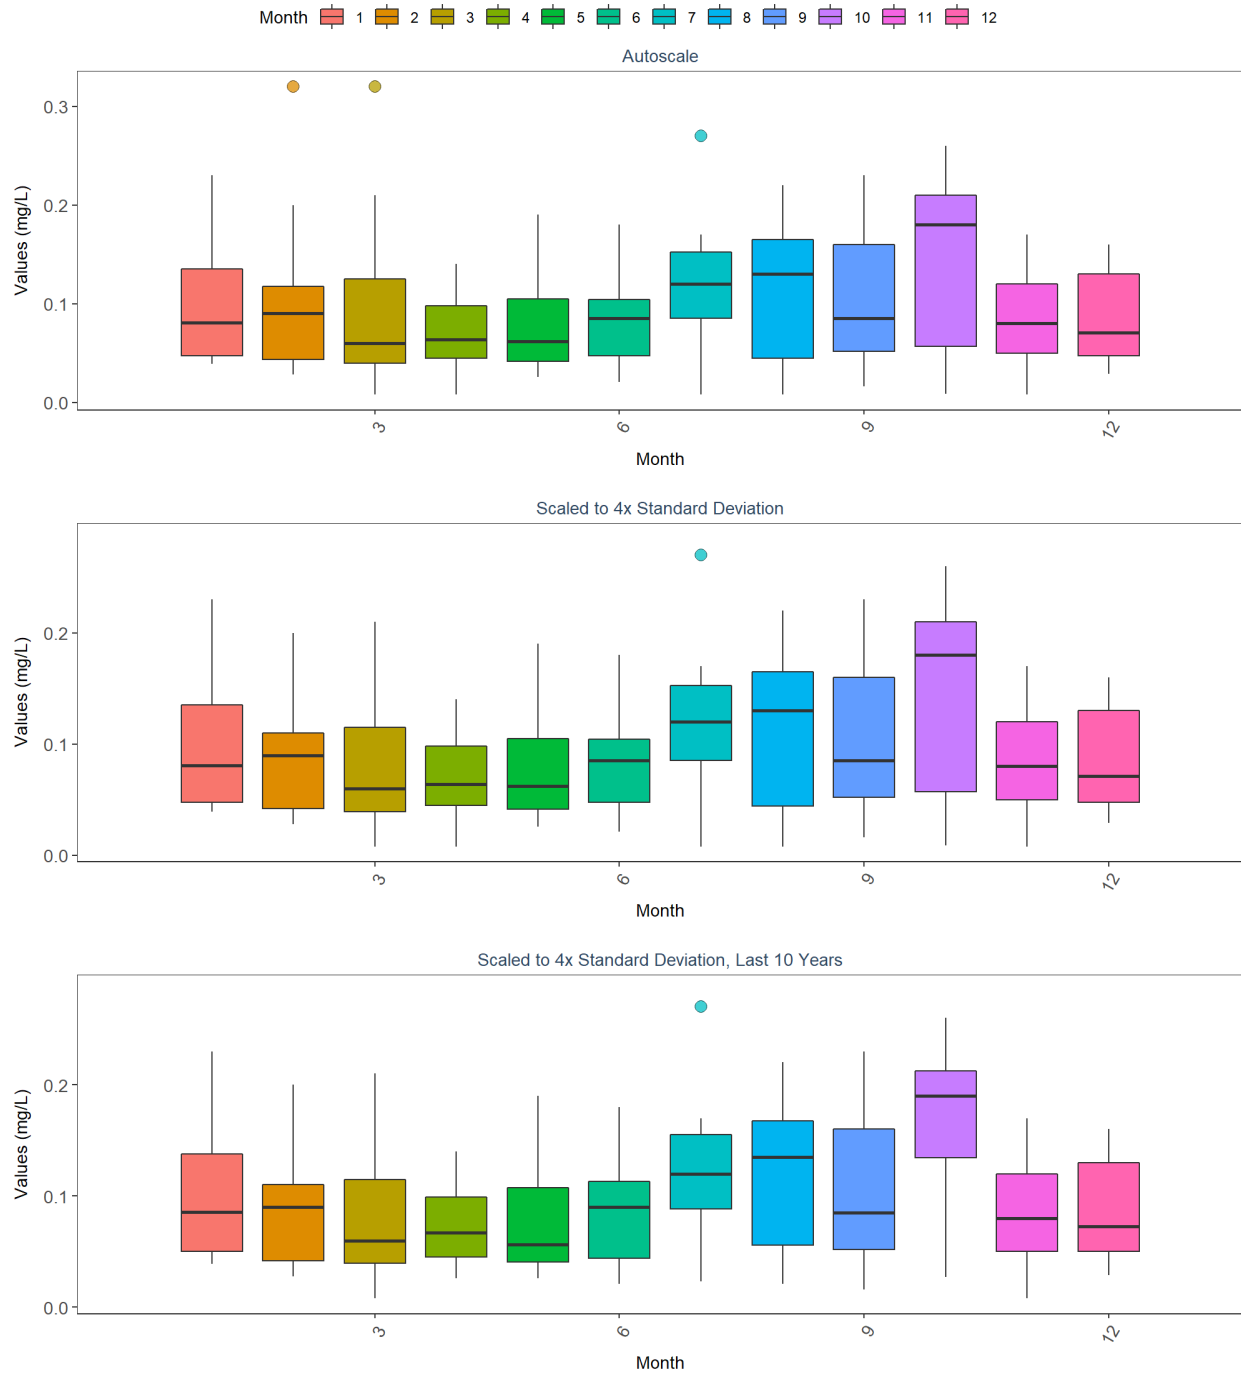 Month 1 2 3 4 5 6 7 8 9 10 11 12
Autoscale
Values (mg/L)
0.3
0.2
0.1
0.0
3 6 9 12
Month
Scaled to 4x Standard Deviation
Values (mg/L)
0.2
0.1
0.0
3 6 9 12
Month
Scaled to 4x Standard Deviation, Last 10 Years
Values (mg/L)
0.2
0.1
0.0
3 6 9 12
Month